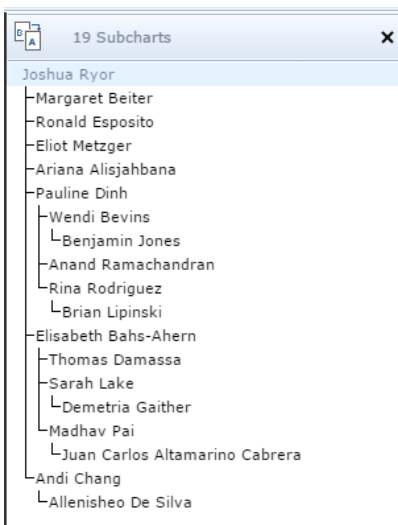 B
A
19 Subcharts
Joshua Ryor
Margaret Beiter
Ronald Esposito
Eliot Metzger
Ariana Alisjahbana
Pauline Dinh
Wendi Bevins
Benjamin Jones
Anand Ramachandran
Rina Rodriguez
Brian Lipinski
Elisabeth Bahs-Ahern
Thomas Damassa
Sarah Lake
Demetria Gaither
Madhav Pai
Juan Carlos Altamarino Cabrera
Andi Chang
Allenisheo De Silva